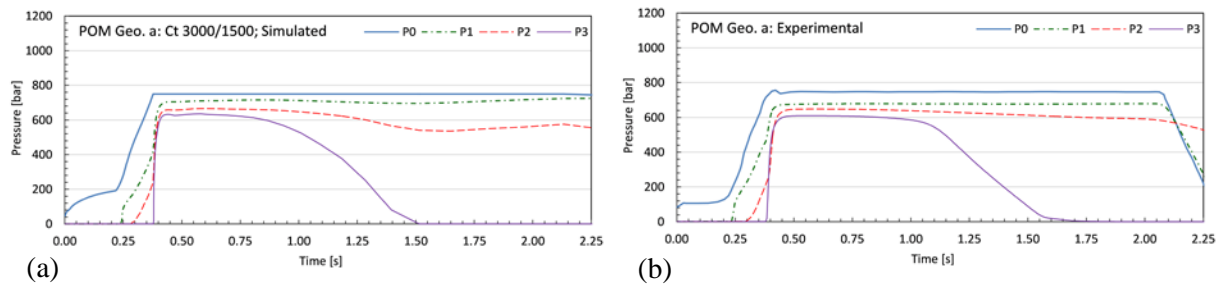 POM Geo. a: Ct 3000/1500; Simulated
P0 P1 P2 P3
Pressure [bar]
1200
1000
800
600
400
200
0
0.00 0.25 0.50 0.75 1.00 1.25 1.50 1.75 2.00 2.25
Time [s]
(a)
POM Geo. a: Experimental
P0 P1 P2 P3
Pressure [bar]
1200
1000
800
600
400
200
0
0.00 0.25 0.50 0.75 1.00 1.25 1.50 1.75 2.00 2.25
Time [s]
(b)